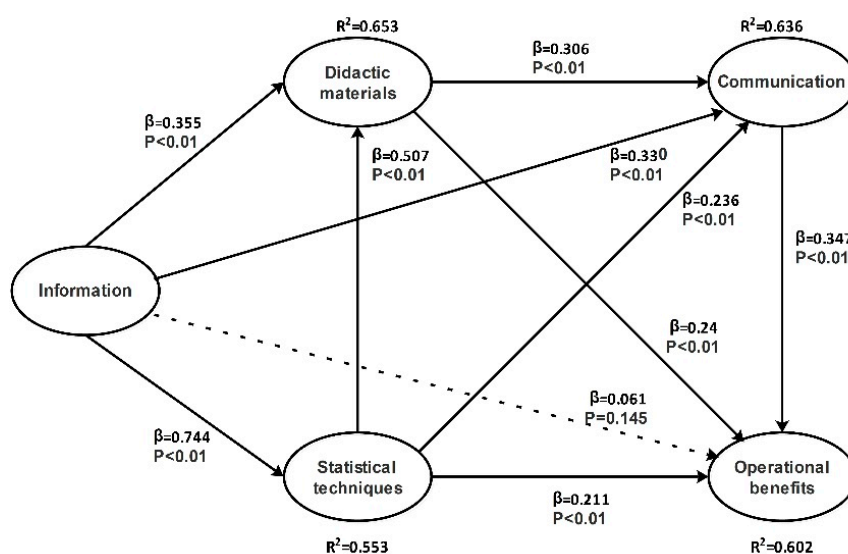 R²=0.653
R²=0.636
Didactic
materials
β=0.306
P<0.01
Communication
β=0.355
P<0.01
β=0.507
P<0.01
β=0.330
P<0.01
β=0.236
P<0.01
β=0.347
P<0.01
Information
β=0.24
P<0.01
β=0.061
P=0.145
β=0.744
P<0.01
Statistical
techniques
β=0.211
P<0.01
Operational
benefits
R²=0.553
R²=0.602